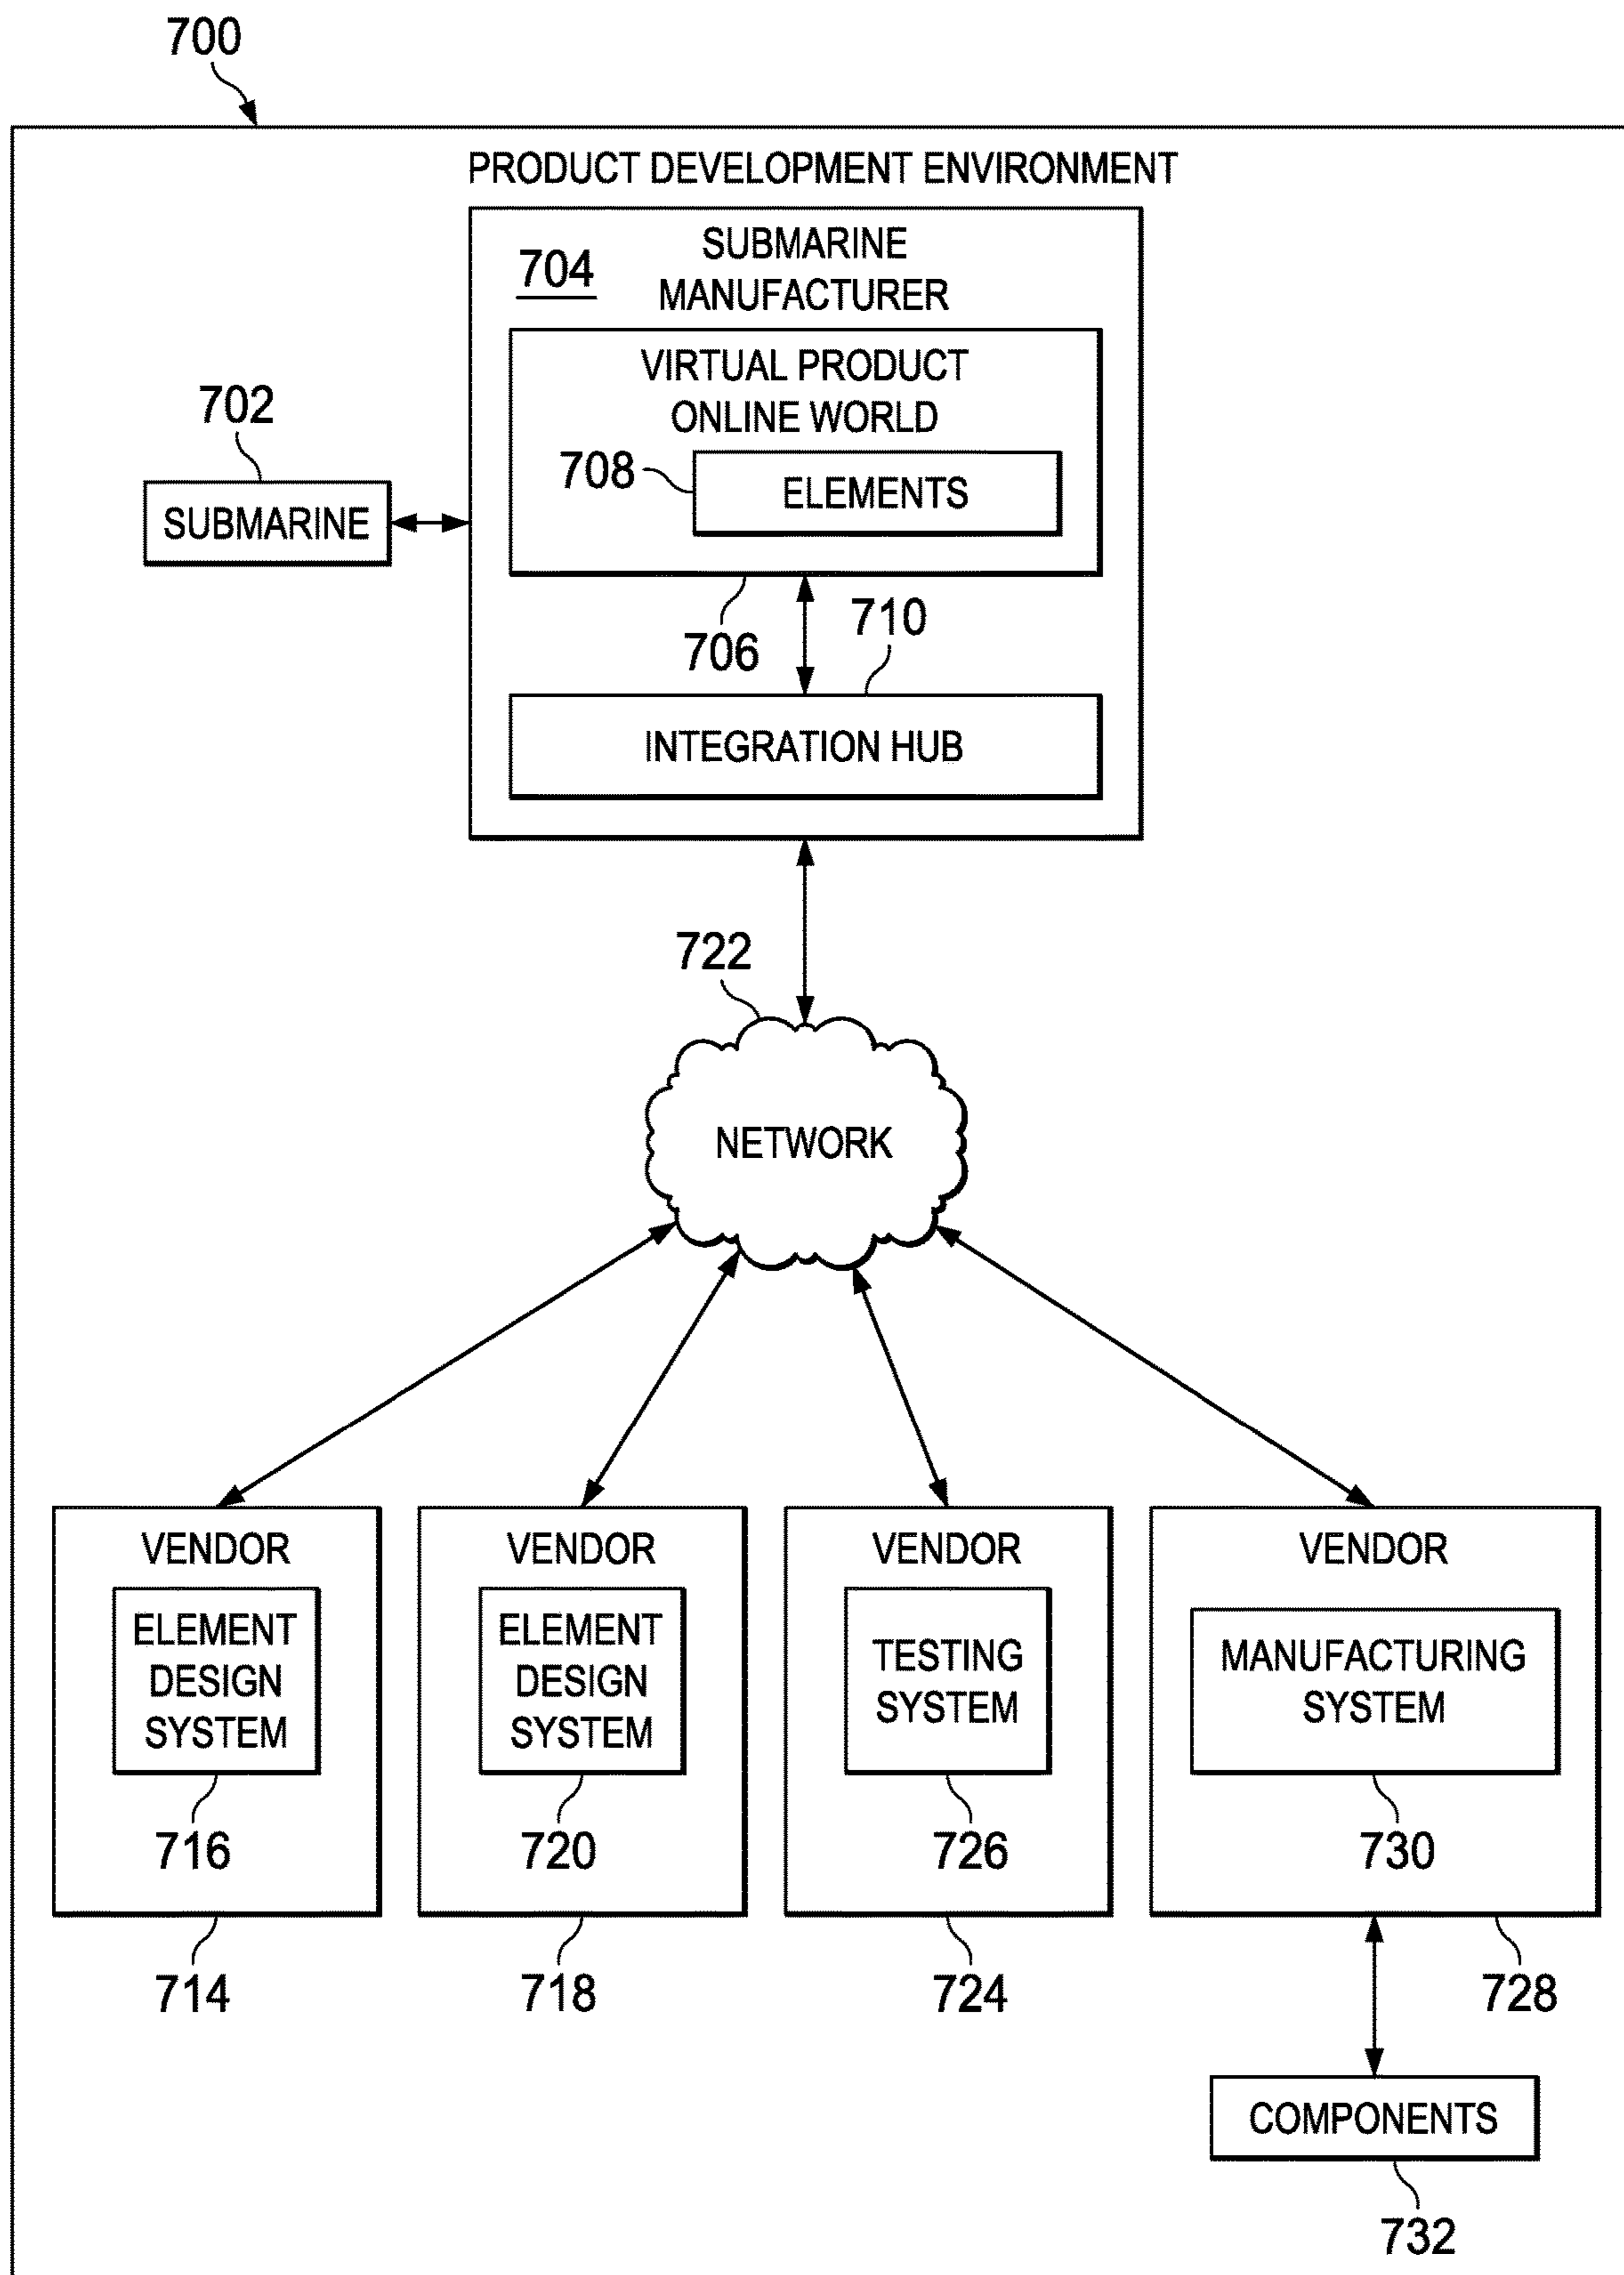 700
PRODUCT DEVELOPMENT ENVIRONMENT
704
SUBMARINE
MANUFACTURER
VIRTUAL PRODUCT
ONLINE WORLD
702
708
ELEMENTS
SUBMARINE
706
710
INTEGRATION HUB
722
NETWORK
VENDOR
ELEMENT
DESIGN
SYSTEM
716
714
VENDOR
ELEMENT
DESIGN
SYSTEM
720
718
VENDOR
TESTING
SYSTEM
726
724
VENDOR
MANUFACTURING
SYSTEM
730
728
COMPONENTS
732